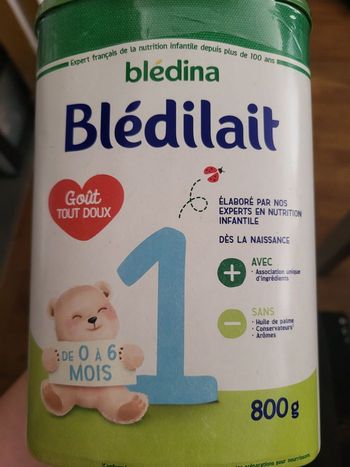 Expert français de la nutrition infantile depuis plus de 100 ans
blédina
Blédilait
Goût
TOUT DOUX
ÉLABORÉ PAR NOS
EXPERTS EN NUTRITION
INFANTILE
DÈS LA NAISSANCE
AVEC
• Association unique
d'ingrédients
SANS
• Huile de palme
• Conservateurs
• Arômes
1
DE 0 À 6
MOIS
800 g